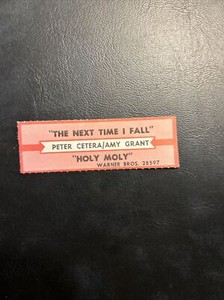 "THE NEXT TIME I FALL"
PETER CETERA/AMY GRANT
"HOLY MOLY"
WARNER BROS. 28597